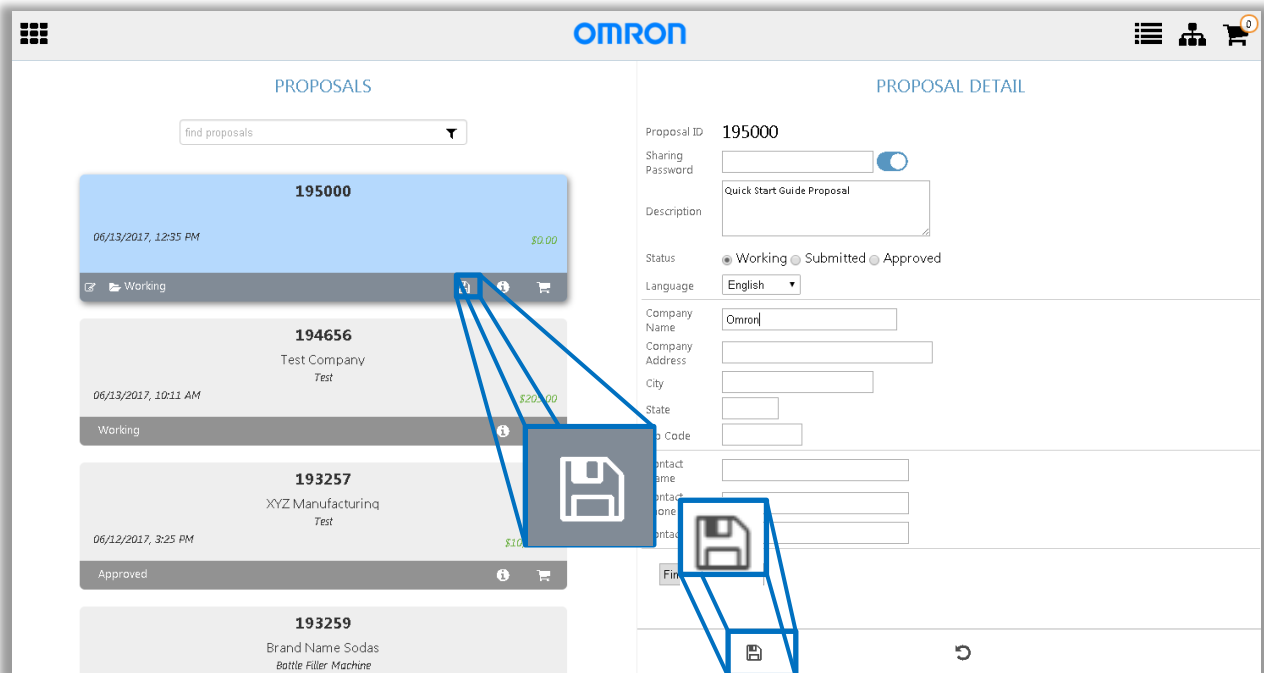 OMRON
0
PROPOSALS
find proposals
195000
06/13/2017, 12:35 PM
$0.00
Working
194656
Test Company
Test
06/13/2017, 10:11 AM
Working
193257
XYZ Manufacturing
Test
06/12/2017, 3:25 PM
Approved
193259
Brand Name Sodas
Bottle Filler Machine
PROPOSAL DETAIL
Proposal ID 195000
Sharing
Password
Quick Start Guide Proposal
Description
Status Working Submitted Approved
Language English
Company
Name
Omron
Company
Address
City
State
Code